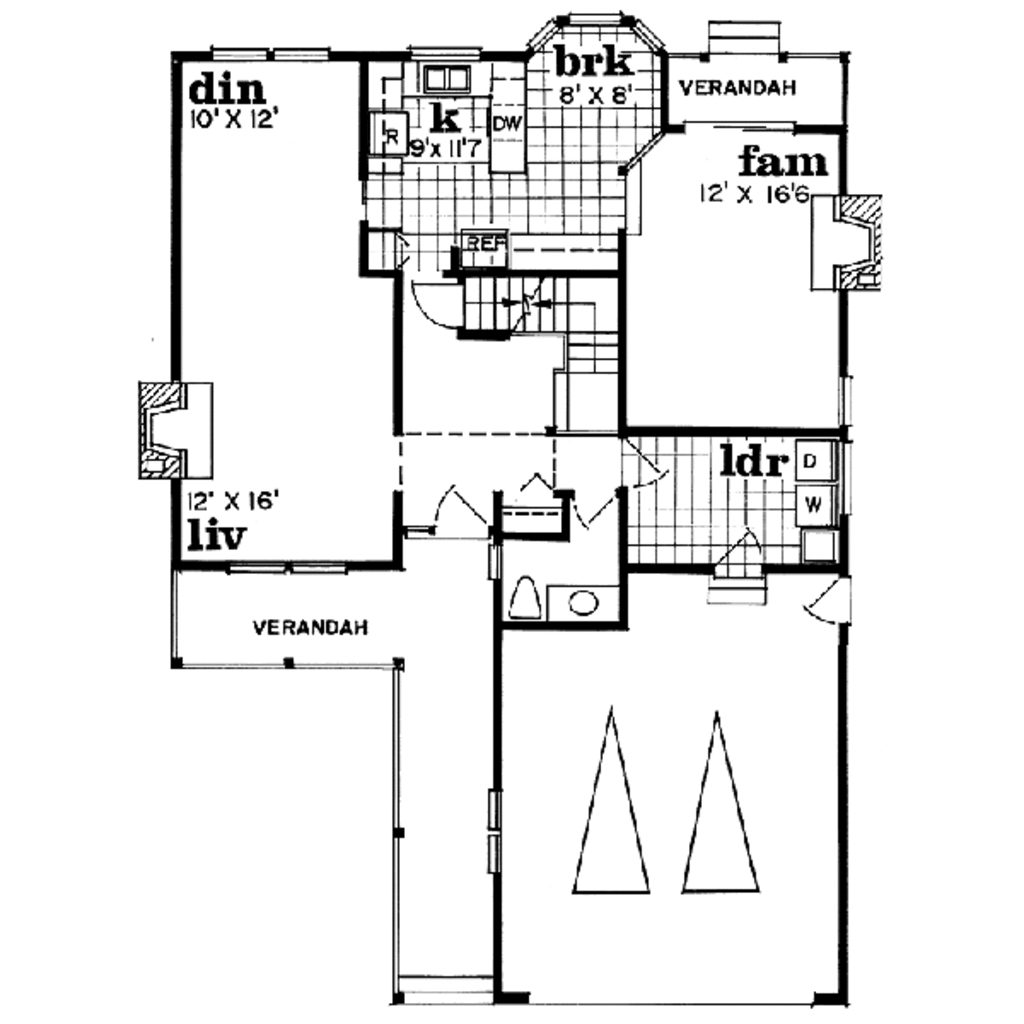 din
10' X 12'
k
9'x 11'7
R
DW
brk
8' X 8'
VERANDAH
fam
12' X 16'6
REF
12' X 16'
liv
ldr
D
W
VERANDAH